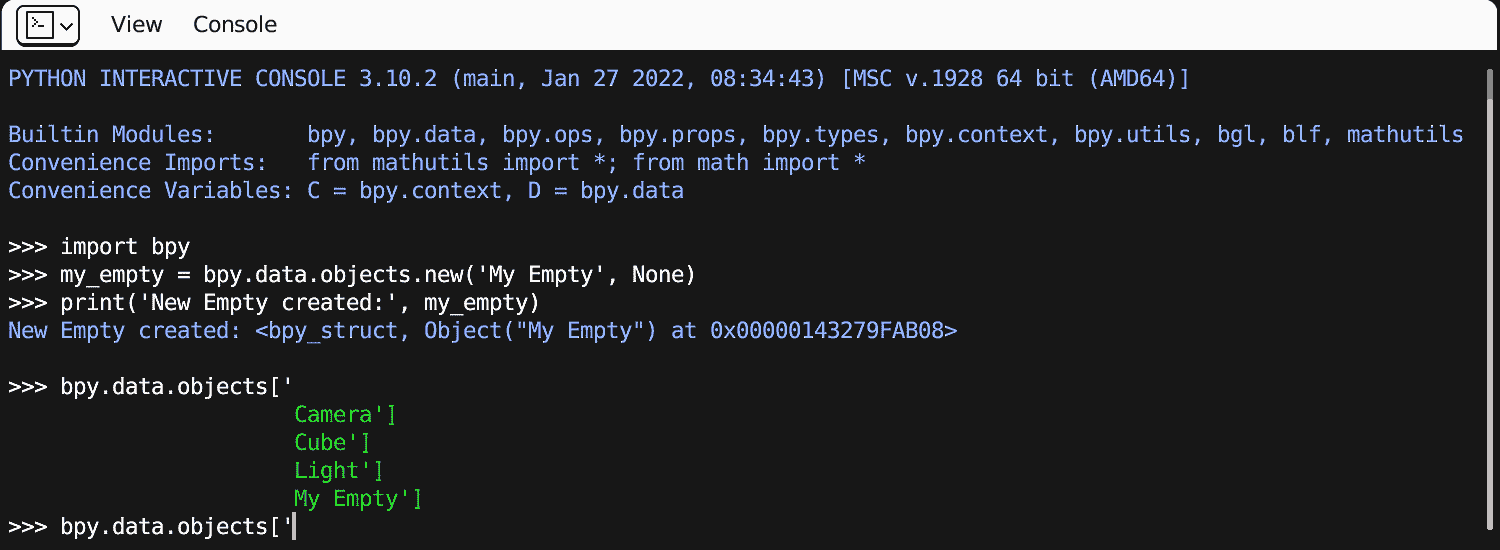 View Console
PYTHON INTERACTIVE CONSOLE 3.10.2 (main, Jan 27 2022, 08:34:43) [MSC v.1928 64 bit (AMD64)]
Builtin Modules:       bpy, bpy.data, bpy.ops, bpy.props, bpy.types, bpy.context, bpy.utils, bgl, blf, mathutils
Convenience Imports:   from mathutils import *; from math import *
Convenience Variables: C = bpy.context, D = bpy.data
>>> import bpy
>>> my_empty = bpy.data.objects.new('My Empty', None)
>>> print('New Empty created:', my_empty)
New Empty created: <bpy_struct, Object("My Empty") at 0x00000143279FAB08>
>>> bpy.data.objects['
Camera']
Cube']
Light']
My Empty']
>>> bpy.data.objects['